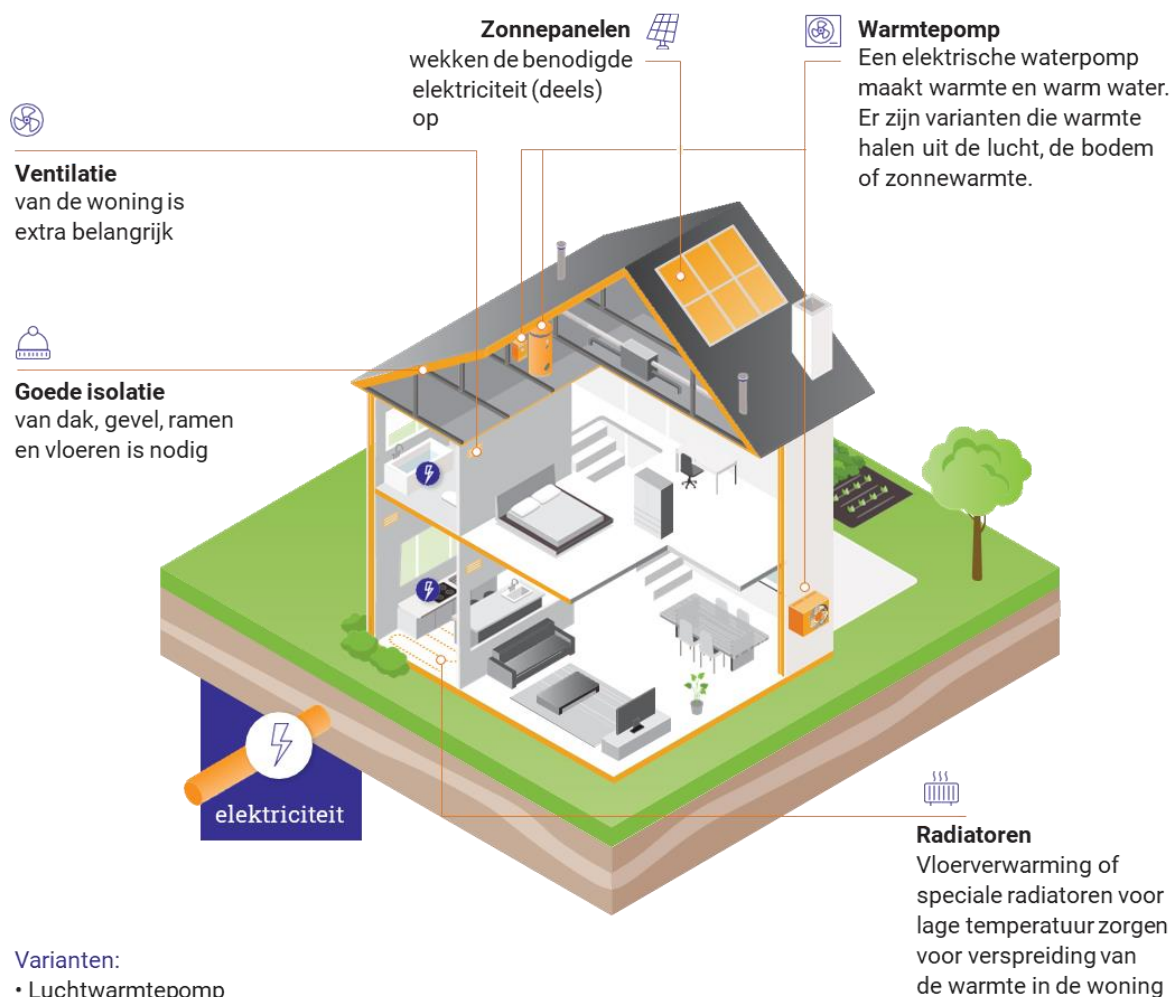 Zonnepanelen
wekken de benodigde
elektriciteit (deels)
op
Warmtepomp
Een elektrische waterpomp
maakt warmte en warm water.
Er zijn varianten die warmte
halen uit de lucht, de bodem
of zonnewarmte.
Ventilatie
van de woning is
extra belangrijk
Goede isolatie
van dak, gevel, ramen
en vloeren is nodig
elektriciteit
Radiatoren
Vloerverwarming of
speciale radiatoren voor
lage temperatuur zorgen
voor verspreiding van
de warmte in de woning
Varianten:
• Luchtwarmtepomp